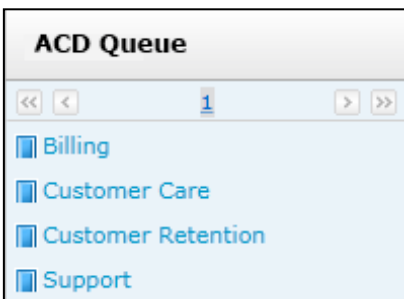 ACD Queue
1
Billing
Customer Care
Customer Retention
Support